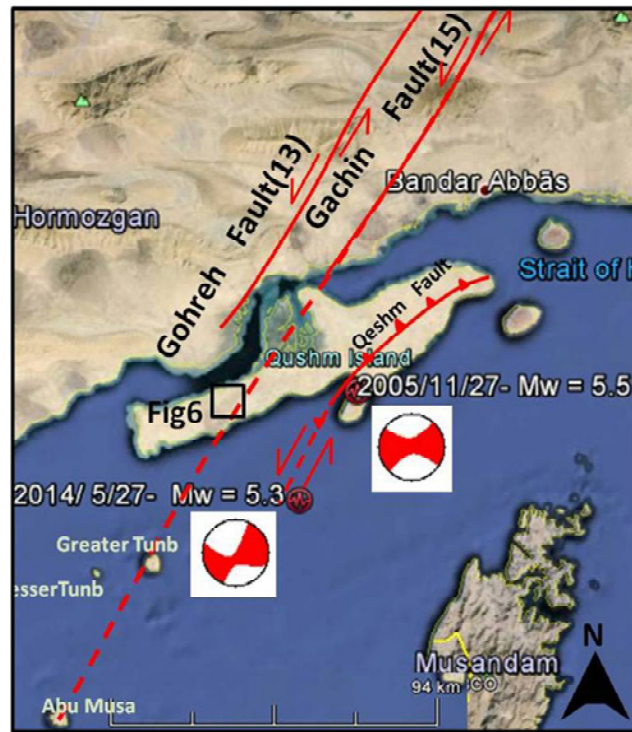 Gohreh Fault(13)
Gachin Fault(15)
Bandar Abbās
Hormozgan
Strait of
Qeshm Fault
Qushm Island
Fig6
2005/11/27- Mw = 5.5
2014/ 5/27- Mw = 5.3
Greater Tunb
esserTunb
Musandam
94 km
CO
N
Abu Musa